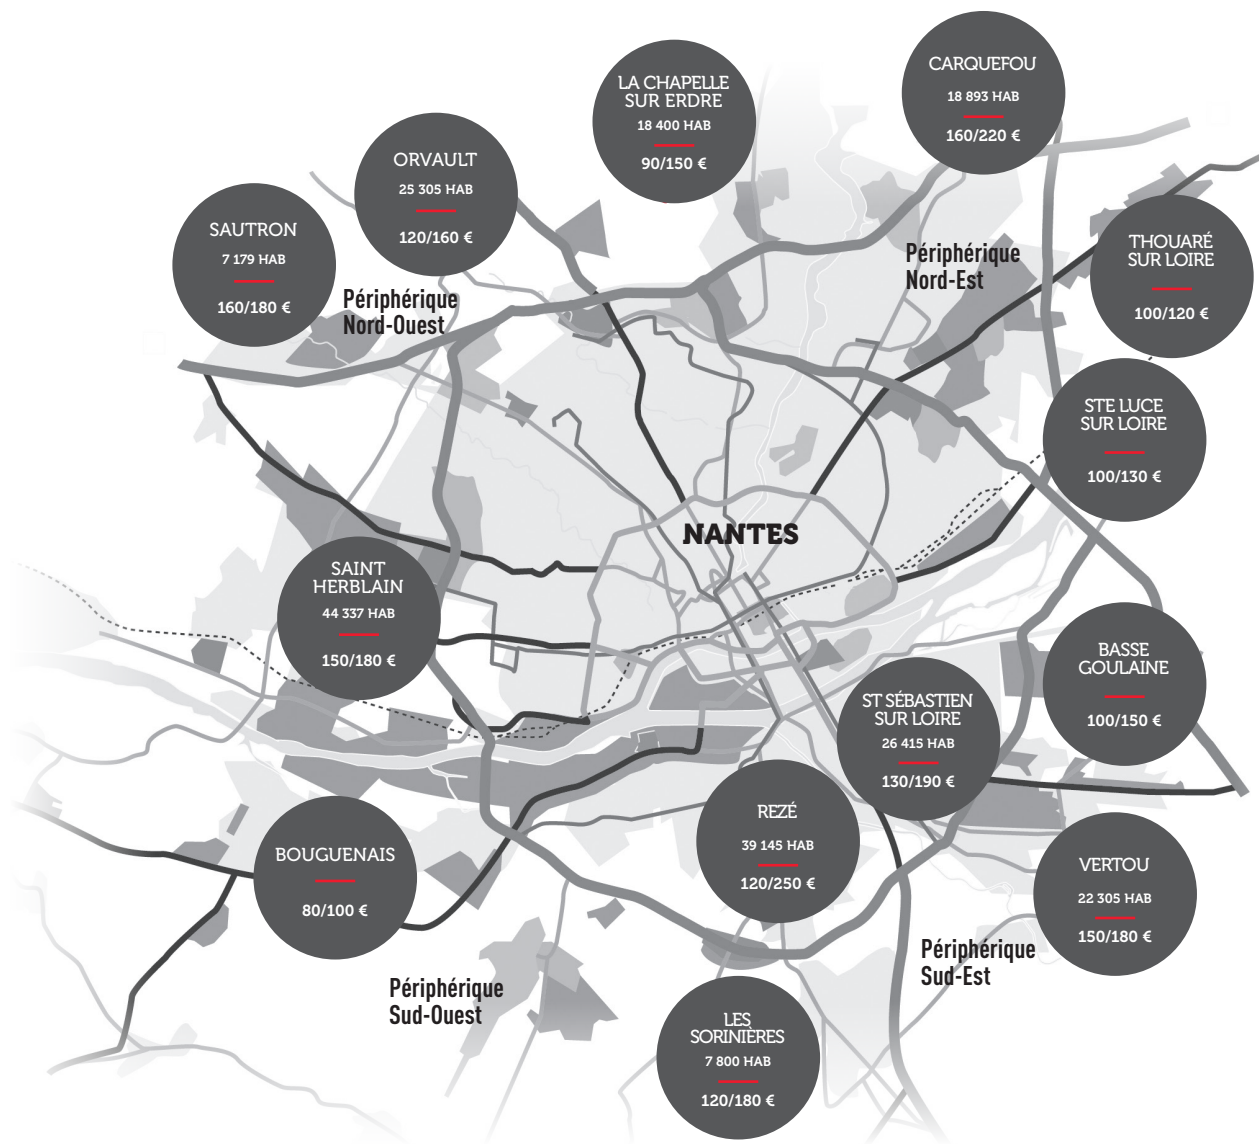 CARQUEFOU
18 893 HAB
160/220 €
LA CHAPELLE
SUR ERDRE
18 400 HAB
90/150 €
ORVAULT
25 305 HAB
120/160 €
SAUTRON
7 179 HAB
160/180 €
Périphérique
Nord-Ouest
Périphérique
Nord-Est
THOUARÉ
SUR LOIRE
100/120 €
STE LUCE
SUR LOIRE
100/130 €
NANTES
SAINT
HERBLAIN
44 337 HAB
150/180 €
BASSE
GOULAINE
100/150 €
ST SÉBASTIEN
SUR LOIRE
26 415 HAB
130/190 €
REZÉ
39 145 HAB
120/250 €
BOUGUENAIS
80/100 €
VERTOU
22 305 HAB
150/180 €
Périphérique
Sud-Est
Périphérique
Sud-Ouest
LES
SORINIÈRES
7 800 HAB
120/180 €